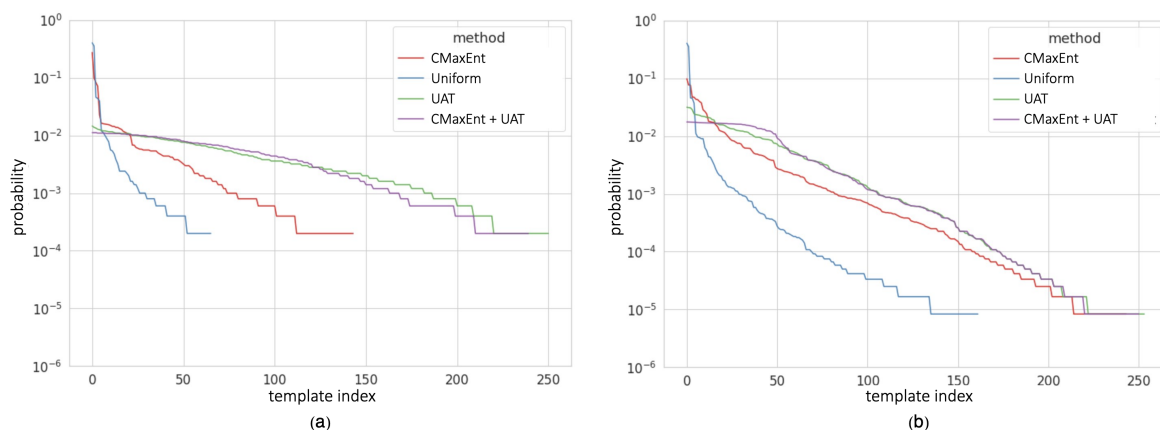 10^0
10^-1
10^-2
10^-3
10^-4
10^-5
10^-6
probability
0 50 100 150 200 250
template index
method
CMaxEnt
Uniform
UAT
CMaxEnt + UAT
(a)
10^0
10^-1
10^-2
10^-3
10^-4
10^-5
10^-6
probability
0 50 100 150 200 250
template index
method
CMaxEnt
Uniform
UAT
CMaxEnt + UAT
(b)